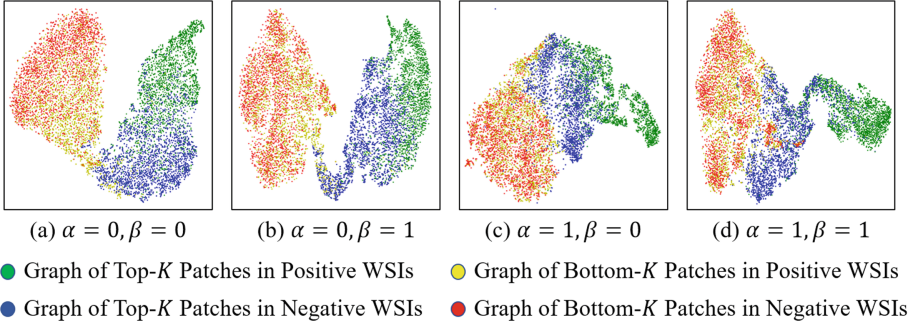 (a) α = 0, β = 0
(b) α = 0, β = 1
(c) α = 1, β = 0
(d) α = 1, β = 1
Graph of Top-K Patches in Positive WSIs
Graph of Bottom-K Patches in Positive WSIs
Graph of Top-K Patches in Negative WSIs
Graph of Bottom-K Patches in Negative WSIs